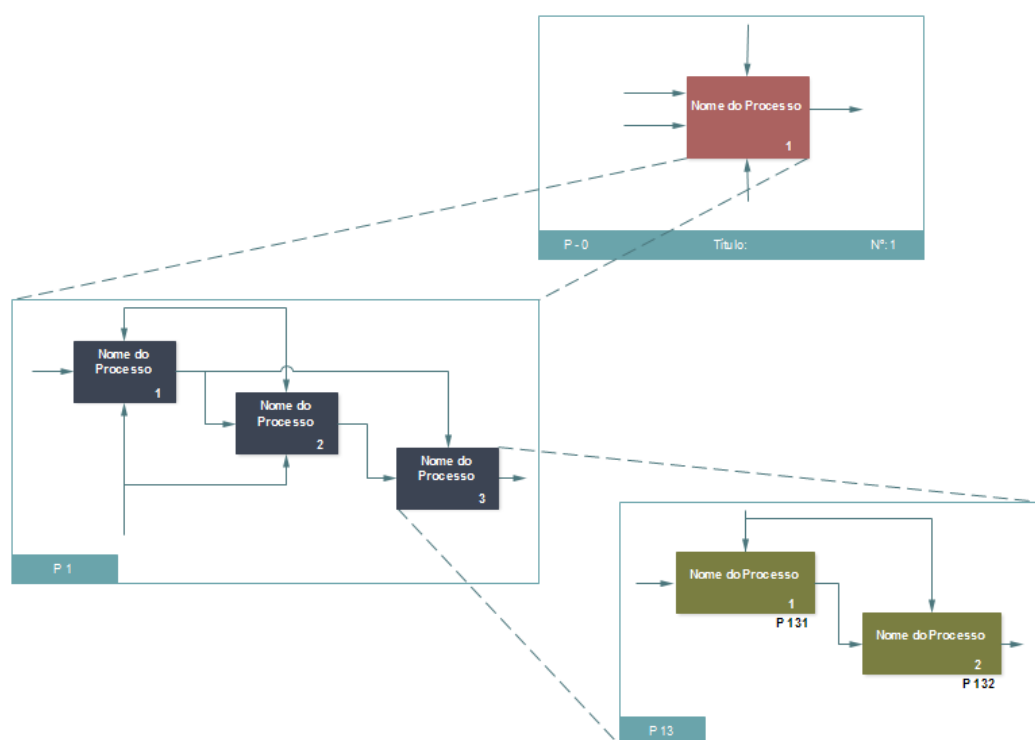 Nome do Processo
1
P - 0 Título: Nº: 1
Nome do
Processo
1
Nome do
Processo
2
Nome do
Processo
3
P 1
Nome do Processo
1
P 131
Nome do Processo
2
P 132
P 13